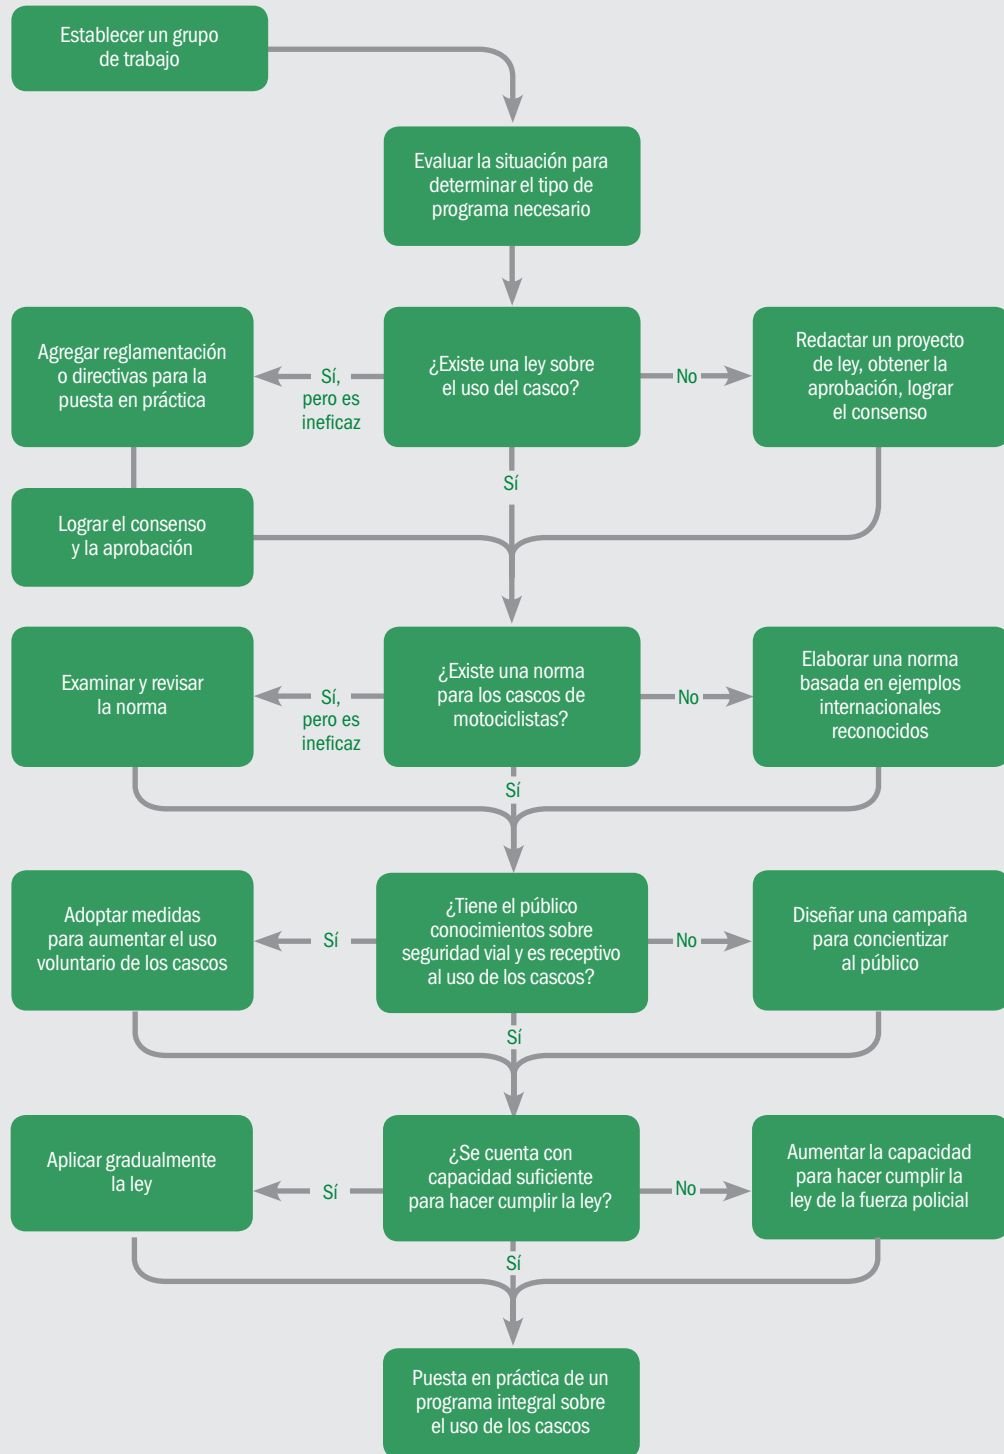 Establecer un grupo
de trabajo
Evaluar la situación para
determinar el tipo de
programa necesario
Agregar reglamentación
o directivas para la
puesta en práctica
Sí,
pero es
ineficaz
¿Existe una ley sobre
el uso del casco?
No
Redactar un proyecto
de ley, obtener la
aprobación, lograr
el consenso
Sí
Lograr el consenso
y la aprobación
Examinar y revisar
la norma
Sí,
pero es
ineficaz
¿Existe una norma
para los cascos de
motociclistas?
No
Elaborar una norma
basada en ejemplos
internacionales
reconocidos
Sí
Adoptar medidas
para aumentar el uso
voluntario de los cascos
Sí
¿Tiene el público
conocimientos sobre
seguridad vial y es receptivo
al uso de los cascos?
No
Diseñar una campaña
para concientizar
al público
Sí
Aplicar gradualmente
la ley
Sí
¿Se cuenta con
capacidad suficiente
para hacer cumplir la ley?
No
Aumentar la capacidad
para hacer cumplir la
ley de la fuerza policial
Sí
Puesta en práctica de un
programa integral sobre
el uso de los cascos